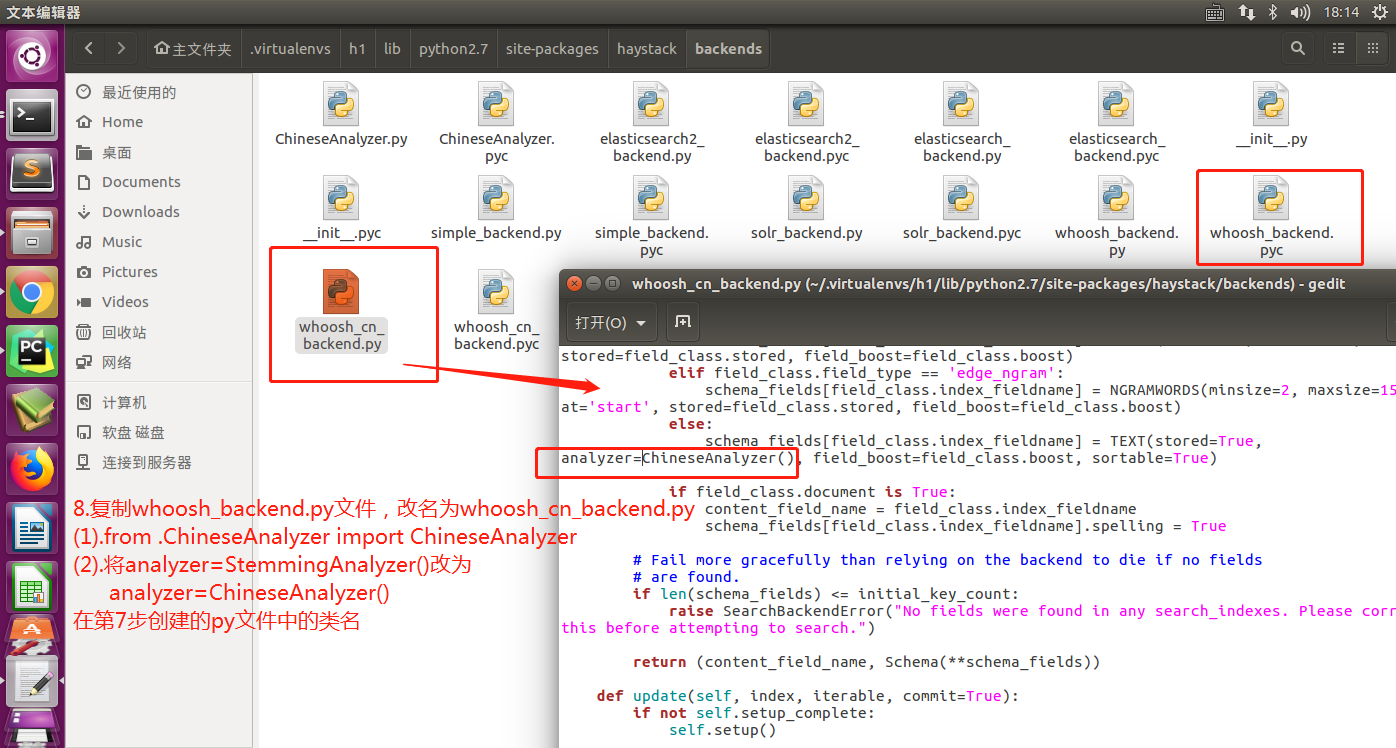 文本编辑器
18:14
主文件夹
.virtualenvs
h1
lib
python2.7
site-packages
haystack
backends
最近使用的
Home
桌面
Documents
Downloads
Music
Pictures
Videos
回收站
网络
计算机
软盘 磁盘
连接到服务器
ChineseAnalyzer.py
ChineseAnalyzer.
pyc
elasticsearch2_
backend.py
elasticsearch2_
backend.pyc
elasticsearch_
backend.py
elasticsearch_
backend.pyc
__init__.py
__init__.pyc
simple_backend.py
simple_backend.
pyc
solr_backend.py
solr_backend.pyc
whoosh_backend.
py
whoosh_backend.
pyc
whoosh_cn_
backend.py
whoosh_cn_
backend.pyc
whoosh_cn_backend.py (~/.virtualenvs/h1/lib/python2.7/site-packages/haystack/backends) - gedit
打开(O)
stored=field_class.stored, field_boost=field_class.boost)
elif field_class.field_type == 'edge_ngram':
schema_fields[field_class.index_fieldname] = NGRAMWORDS(minsize=2, maxsize=15
at='start', stored=field_class.stored, field_boost=field_class.boost)
else:
schema_fields[field_class.index_fieldname] = TEXT(stored=True,
analyzer=ChineseAnalyzer(), field_boost=field_class.boost, sortable=True)
if field_class.document is True:
content_field_name = field_class.index_fieldname
schema_fields[field_class.index_fieldname].spelling = True
# Fail more gracefully than relying on the backend to die if no fields
# are found.
if len(schema_fields) <= initial_key_count:
raise SearchBackendError("No fields were found in any search_indexes. Please corr
this before attempting to search.")
return (content_field_name, Schema(**schema_fields))
def update(self, index, iterable, commit=True):
if not self.setup_complete:
self.setup()
8.复制whoosh_backend.py文件，改名为whoosh_cn_backend.py
(1).from .ChineseAnalyzer import ChineseAnalyzer
(2).将analyzer=StemmingAnalyzer()改为
analyzer=ChineseAnalyzer()
在第7步创建的py文件中的类名
PC